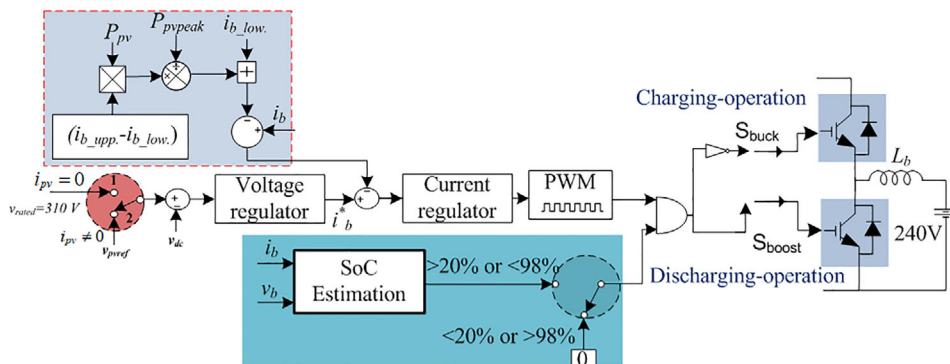 P_pv
P_pvpeak
i_b_low.
×
÷
+
(i_b_upp.-i_b_low.)
−
+
i_b
i_pv = 0
1
v_rated=310 V
2
i_pv ≠ 0
v_pvref
+
−
v_dc
Voltage
regulator
i*_b
+
−
Current
regulator
PWM
i_b
v_b
SoC
Estimation
>20% or <98%
<20% or >98%
0
Charging-operation
S_buck
S_boost
Discharging-operation
L_b
240V